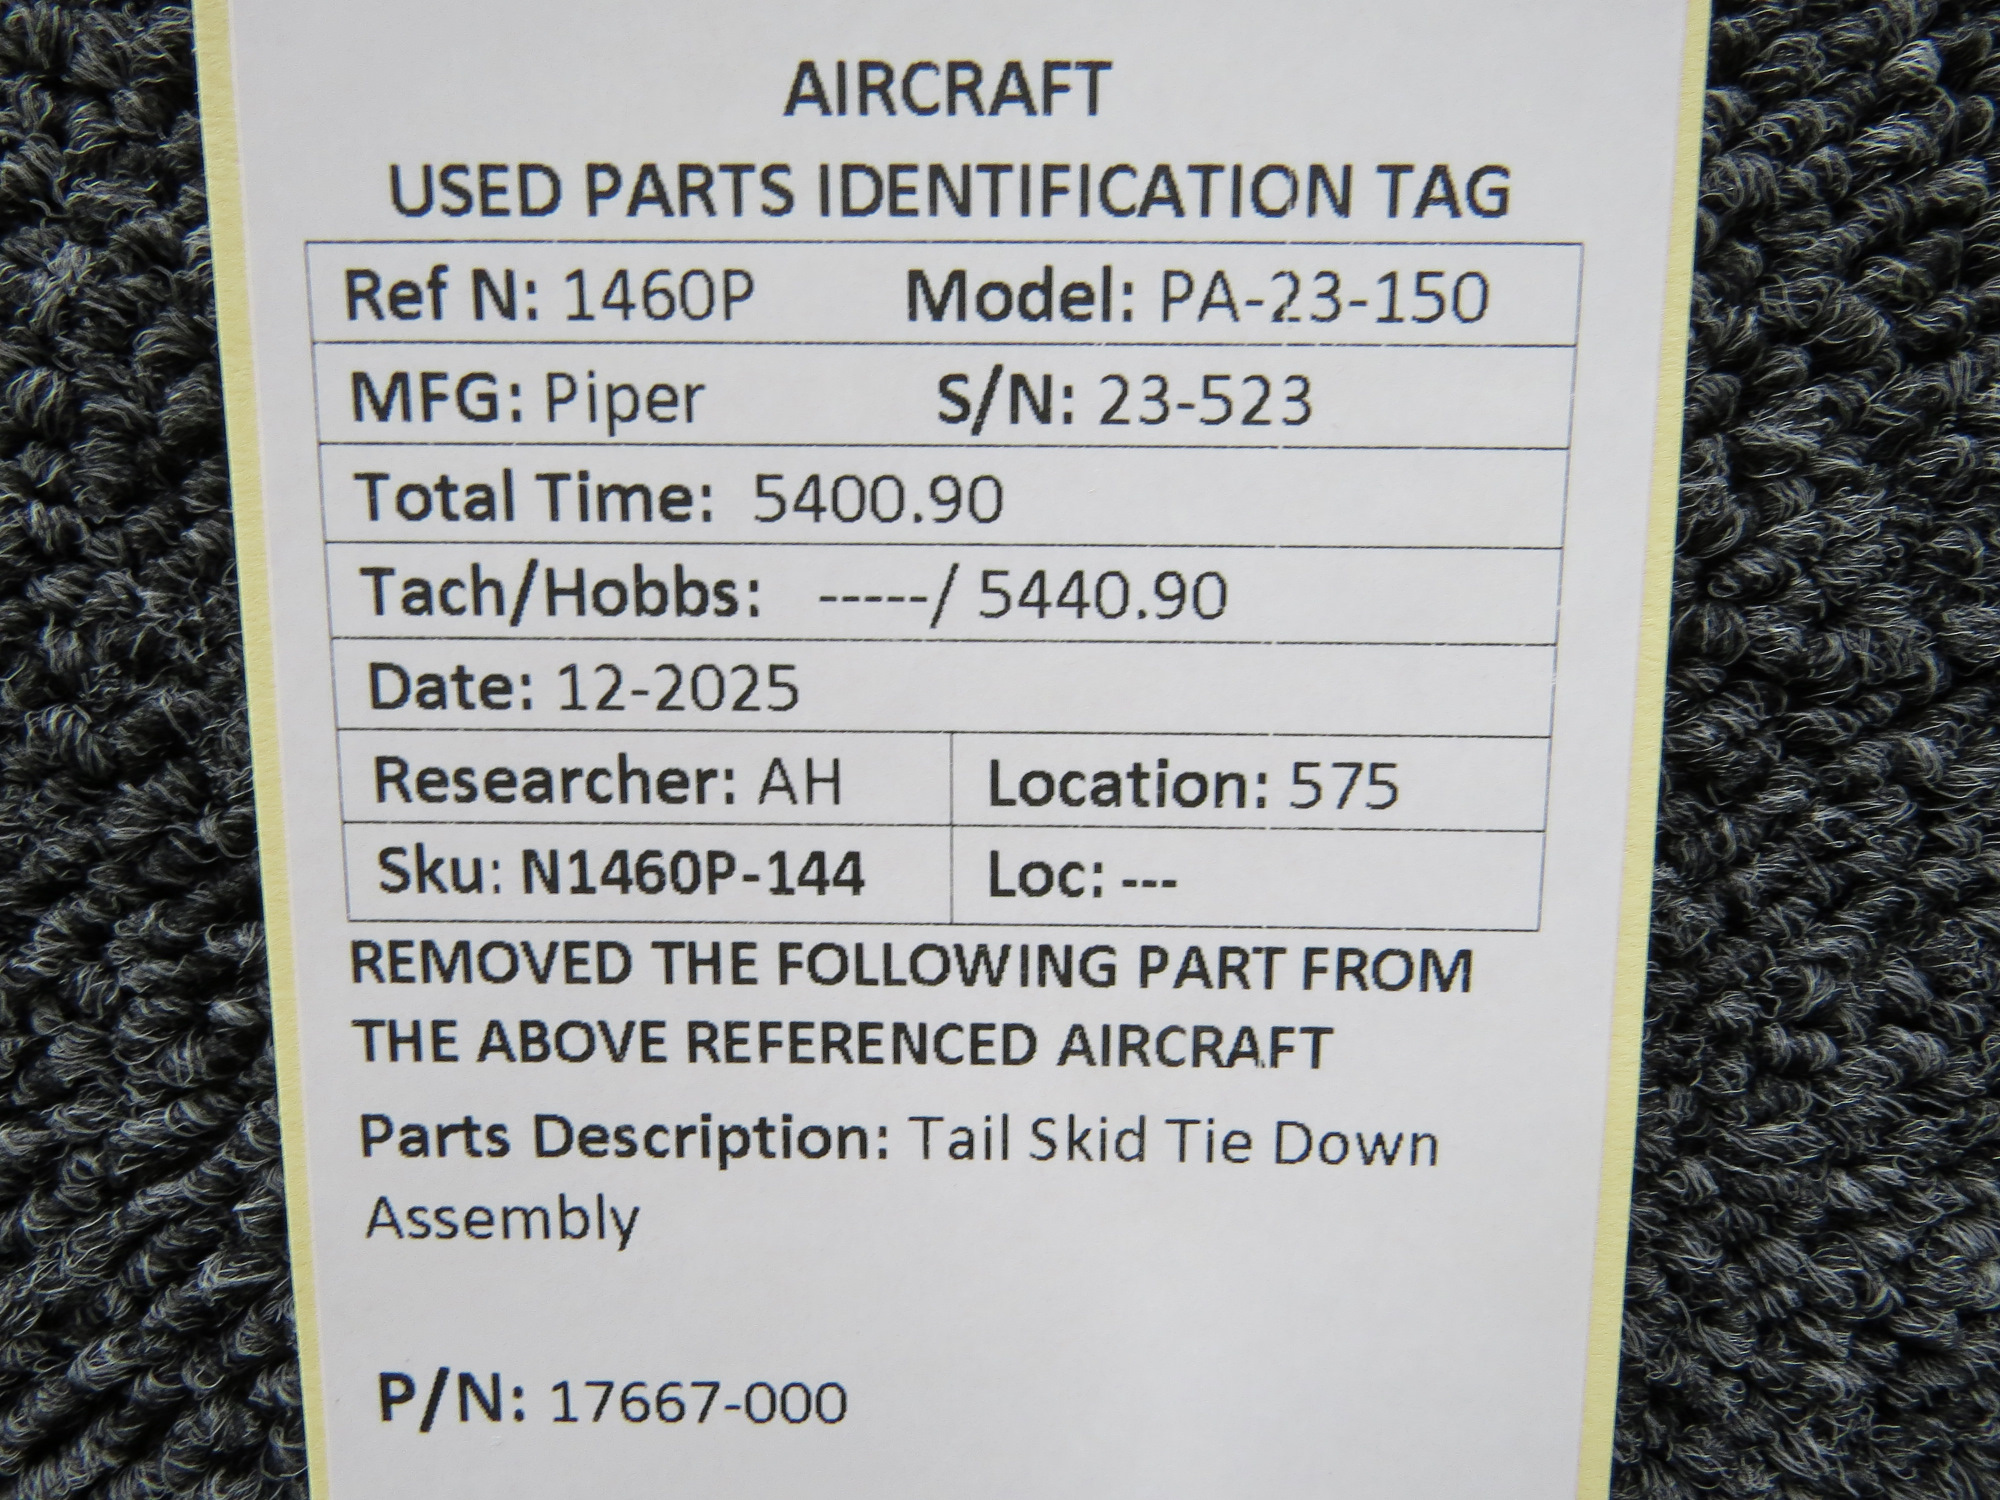 AIRCRAFT
USED PARTS IDENTIFICATION TAG
Ref N: 1460P Model: PA-23-150
MFG: Piper S/N: 23-523
Total Time: 5400.90
Tach/Hobbs: -----/ 5440.90
Date: 12-2025
Researcher: AH Location: 575
Sku: N1460P-144 Loc: ---
REMOVED THE FOLLOWING PART FROM
THE ABOVE REFERENCED AIRCRAFT
Parts Description: Tail Skid Tie Down
Assembly
P/N: 17667-000